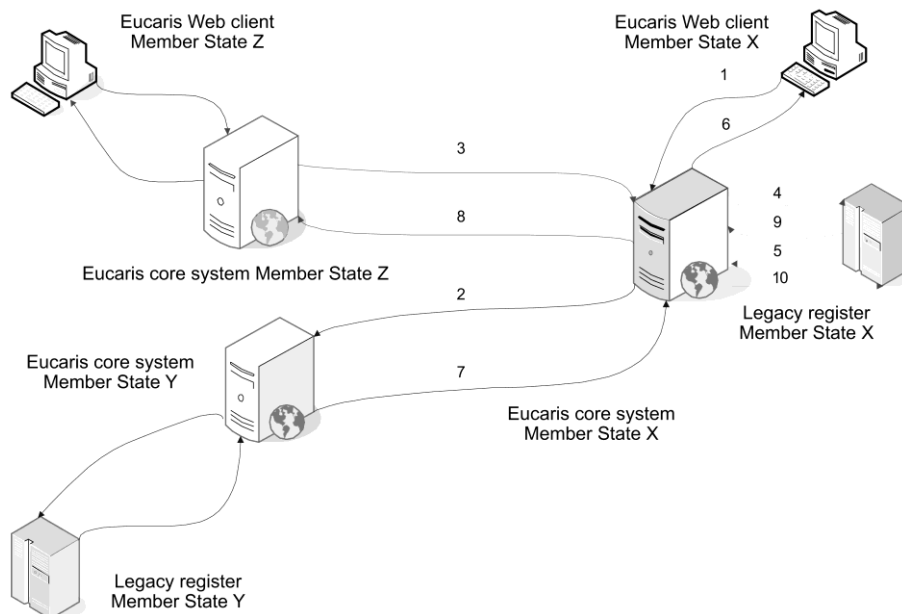 Eucaris Web client
Member State Z
Eucaris Web client
Member State X
1
6
3
4
8
9
5
10
Eucaris core system Member State Z
2
Legacy register
Member State X
Eucaris core system
Member State Y
7
Eucaris core system
Member State X
Legacy register
Member State Y